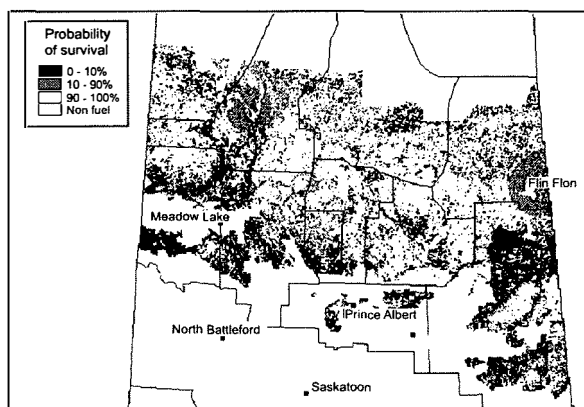 Probability
of survival
0 - 10%
10 - 90%
90 - 100%
Non fuel
Flin Flon
Meadow Lake
Prince Albert
North Battleford
Saskatoon